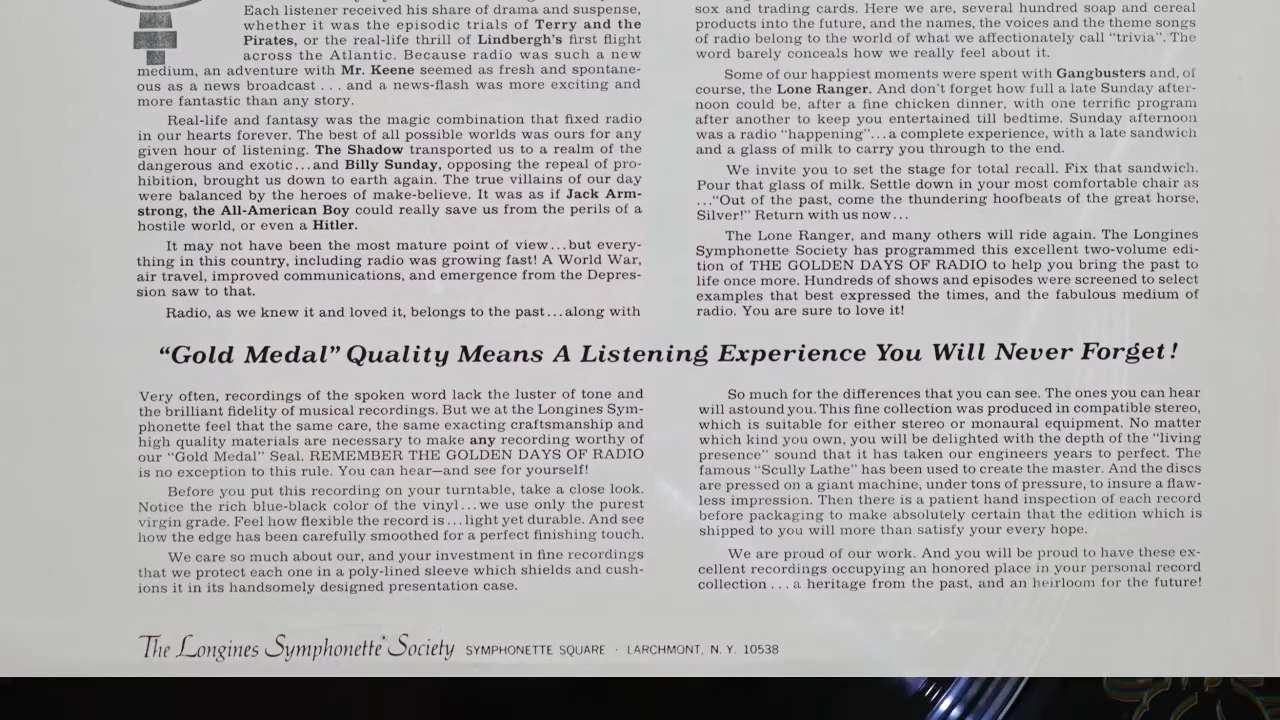 Each listener received his share of drama and suspense,
whether it was the episodic trials of Terry and the
Pirates, or the real-life thrill of Lindbergh's first flight
across the Atlantic. Because radio was such a new
medium, an adventure with Mr. Keene seemed as fresh and spontane-
ous as a news broadcast . . . and a news-flash was more exciting and
more fantastic than any story.
Real-life and fantasy was the magic combination that fixed radio
in our hearts forever. The best of all possible worlds was ours for any
given hour of listening. The Shadow transported us to a realm of the
dangerous and exotic...and Billy Sunday, opposing the repeal of pro-
hibition, brought us down to earth again. The true villains of our day
were balanced by the heroes of make-believe. It was as if Jack Arm-
strong, the All-American Boy could really save us from the perils of a
hostile world, or even a Hitler.
It may not have been the most mature point of view...but every-
thing in this country, including radio was growing fast! A World War,
air travel, improved communications, and emergence from the Depres-
sion saw to that.
Radio, as we knew it and loved it, belongs to the past...along with
sox and trading cards. Here we are, several hundred soap and cereal
products into the future, and the names, the voices and the theme songs
of radio belong to the world of what we affectionately call "trivia". The
word barely conceals how we really feel about it.
Some of our happiest moments were spent with Gangbusters and, of
course, the Lone Ranger. And don't forget how full a late Sunday after-
noon could be, after a fine chicken dinner, with one terrific program
after another to keep you entertained till bedtime. Sunday afternoon
was a radio "happening"...a complete experience, with a late sandwich
and a glass of milk to carry you through to the end.
We invite you to set the stage for total recall. Fix that sandwich.
Pour that glass of milk. Settle down in your most comfortable chair as
..."Out of the past, come the thundering hoofbeats of the great horse,
Silver!" Return with us now...
The Lone Ranger, and many others will ride again. The Longines
Symphonette Society has programmed this excellent two-volume edi-
tion of THE GOLDEN DAYS OF RADIO to help you bring the past to
life once more. Hundreds of shows and episodes were screened to select
examples that best expressed the times, and the fabulous medium of
radio. You are sure to love it!
"Gold Medal" Quality Means A Listening Experience You Will Never Forget!
Very often, recordings of the spoken word lack the luster of tone and
the brilliant fidelity of musical recordings. But we at the Longines Sym-
phonette feel that the same care, the same exacting craftsmanship and
high quality materials are necessary to make any recording worthy of
our "Gold Medal" Seal. REMEMBER THE GOLDEN DAYS OF RADIO
is no exception to this rule. You can hear—and see for yourself!
Before you put this recording on your turntable, take a close look.
Notice the rich blue-black color of the vinyl...we use only the purest
virgin grade. Feel how flexible the record is...light yet durable. And see
how the edge has been carefully smoothed for a perfect finishing touch.
We care so much about our, and your investment in fine recordings
that we protect each one in a poly-lined sleeve which shields and cush-
ions it in its handsomely designed presentation case.
So much for the differences that you can see. The ones you can hear
will astound you. This fine collection was produced in compatible stereo,
which is suitable for either stereo or monaural equipment. No matter
which kind you own, you will be delighted with the depth of the "living
presence" sound that it has taken our engineers years to perfect. The
famous "Scully Lathe" has been used to create the master. And the discs
are pressed on a giant machine, under tons of pressure, to insure a flaw-
less impression. Then there is a patient hand inspection of each record
before packaging to make absolutely certain that the edition which is
shipped to you will more than satisfy your every hope.
We are proud of our work. And you will be proud to have these ex-
cellent recordings occupying an honored place in your personal record
collection . . . a heritage from the past, and an heirloom for the future!
The Longines Symphonette Society SYMPHONETTE SQUARE · LARCHMONT, N. Y. 10538